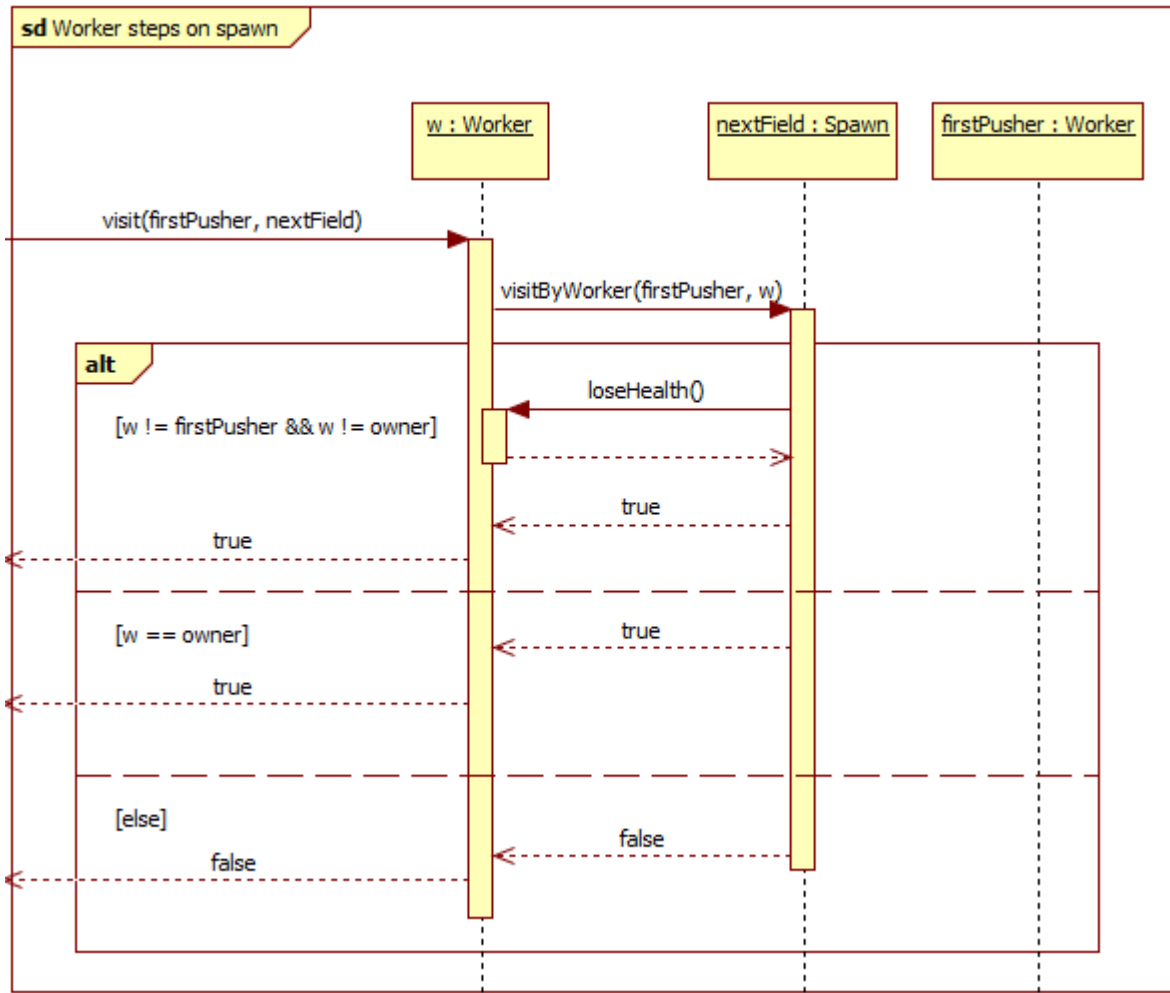 sd Worker steps on spawn
w : Worker
nextField : Spawn
firstPusher : Worker
visit(firstPusher, nextField)
visitByWorker(firstPusher, w)
alt
loseHealth()
[w != firstPusher && w != owner]
true
true
[w == owner]
true
true
[else]
false
false